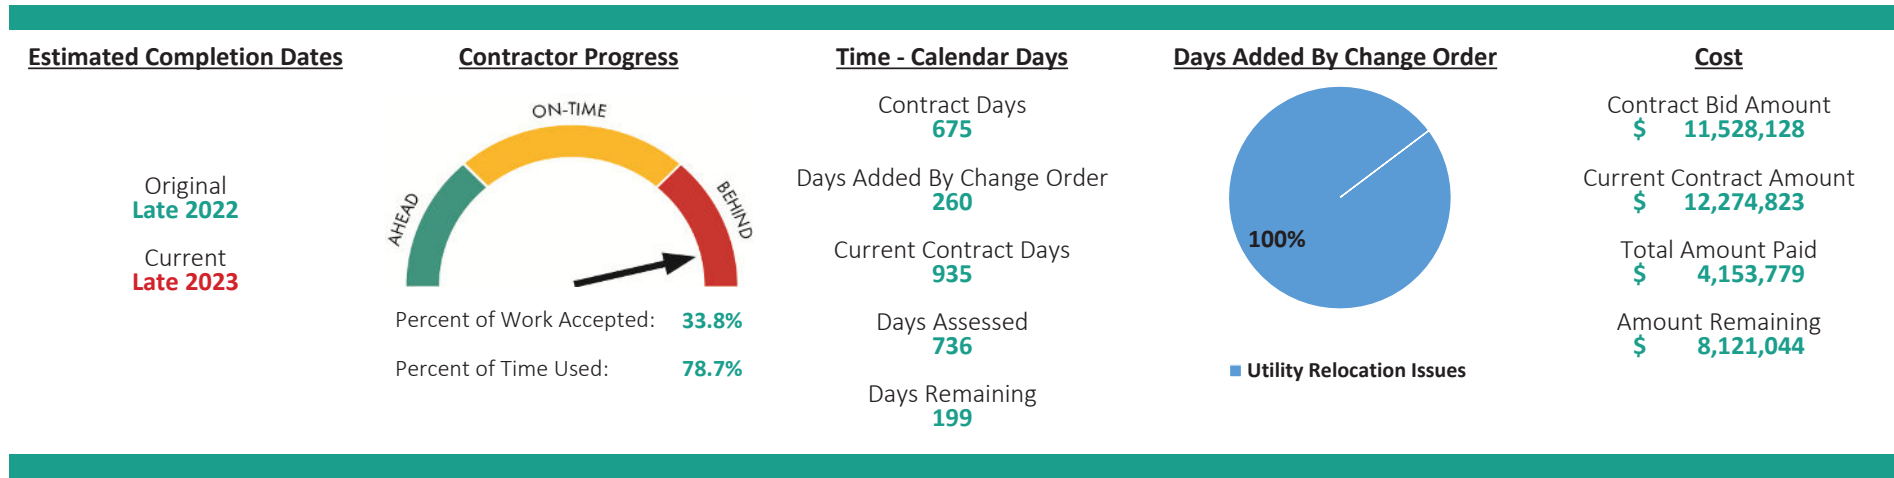 Estimated Completion Dates
Original
Late 2022
Current
Late 2023
Contractor Progress
ON-TIME
AHEAD
BEHIND
Percent of Work Accepted: 33.8%
Percent of Time Used: 78.7%
Time - Calendar Days
Contract Days
675
Days Added By Change Order
260
Current Contract Days
935
Days Assessed
736
Days Remaining
199
Days Added By Change Order
100%
Utility Relocation Issues
Cost
Contract Bid Amount
$ 11,528,128
Current Contract Amount
$ 12,274,823
Total Amount Paid
$ 4,153,779
Amount Remaining
$ 8,121,044